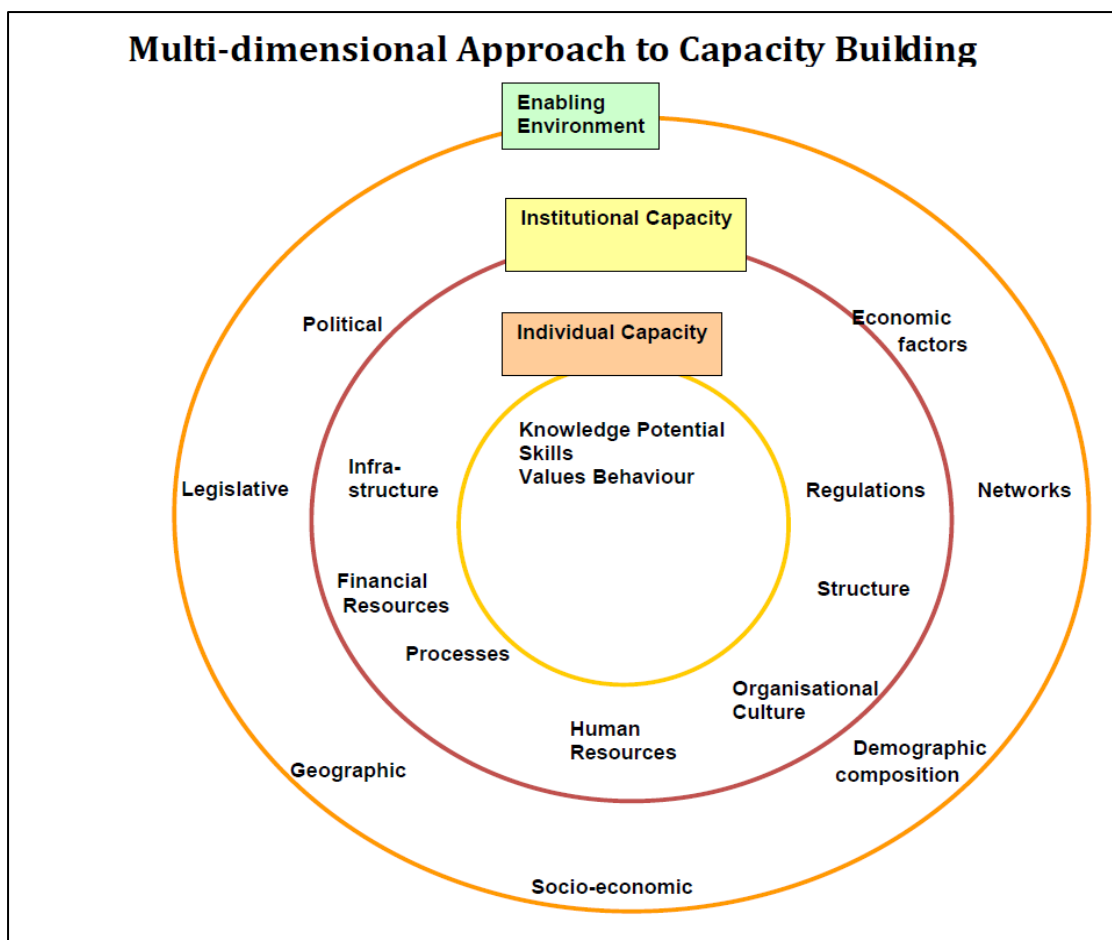 Multi-dimensional Approach to Capacity Building
Enabling
Environment
Institutional Capacity
Individual Capacity
Political
Economic
factors
Knowledge Potential
Skills
Values Behaviour
Legislative
Infra-
structure
Regulations
Networks
Financial
Resources
Structure
Processes
Organisational
Culture
Human
Resources
Demographic
composition
Geographic
Socio-economic